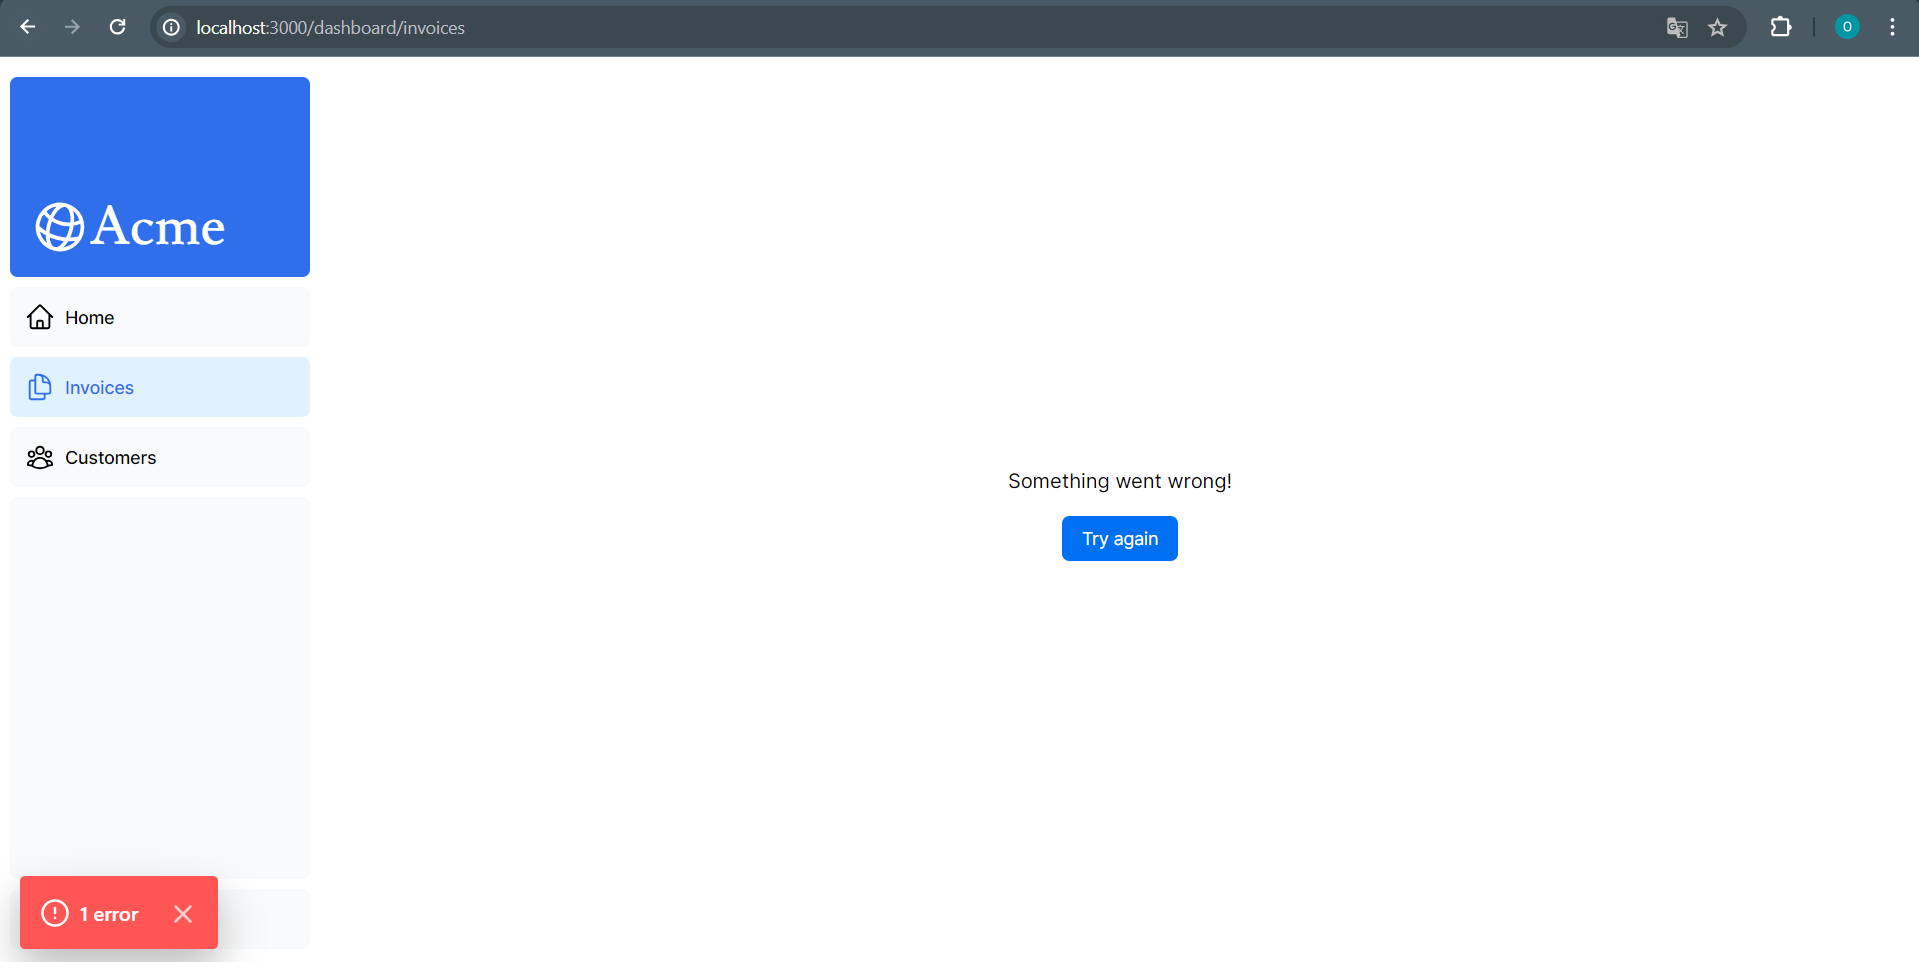 localhost:3000/dashboard/invoices
O
Acme
Home
Invoices
Customers
Something went wrong!
Try again
1 error